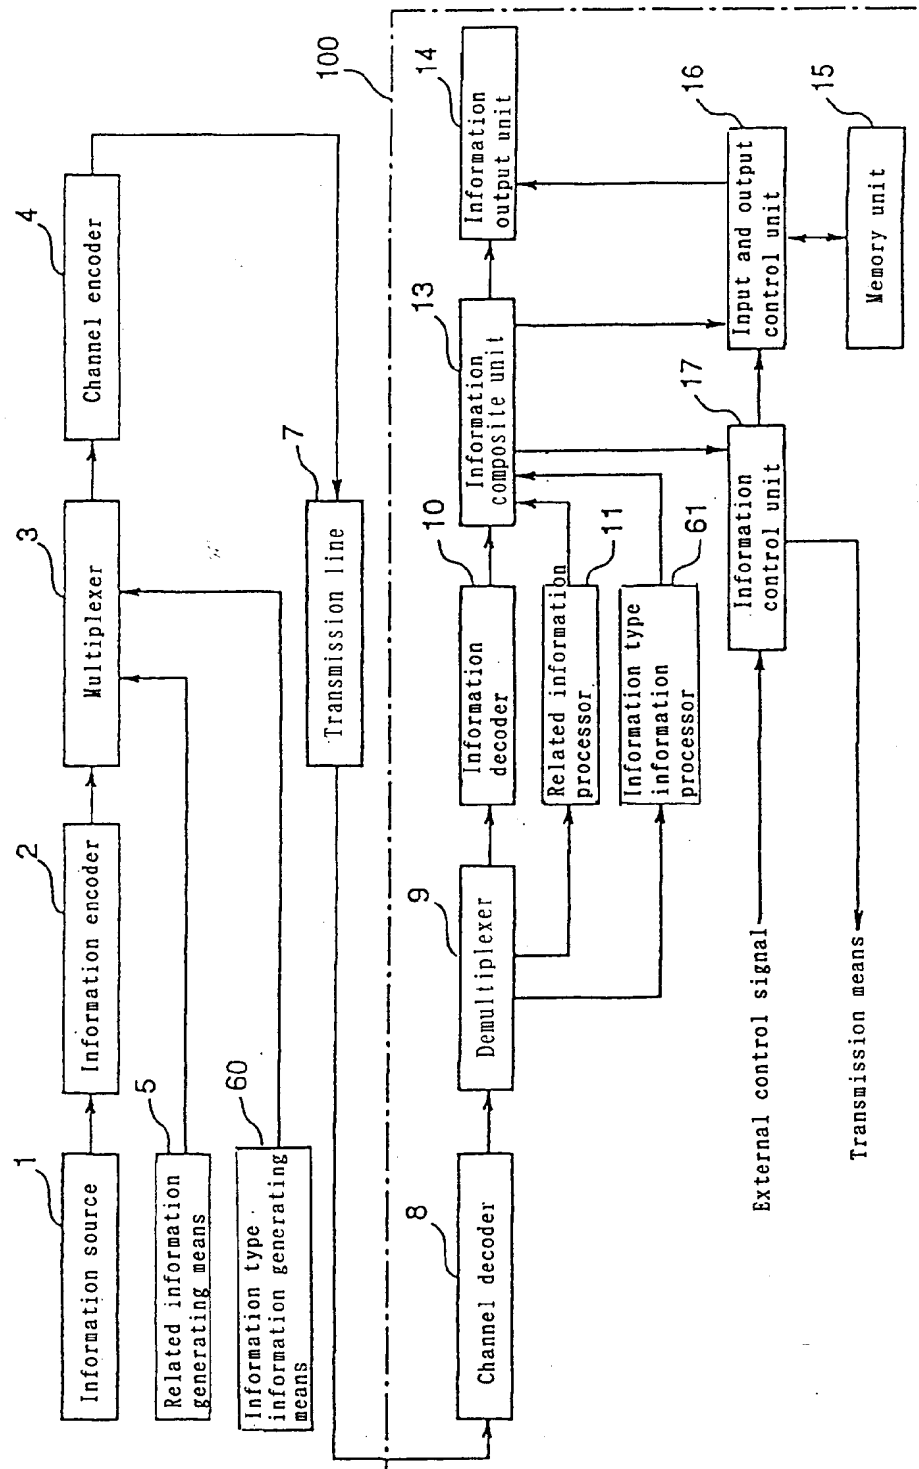 1
Information source
2
Information encoder
3
Multiplexer
4
Channel encoder
5
Related information
generating means
60
Information type
information generating
means
7
Transmission line
100
8
Channel decoder
9
Demultiplexer
10
Information
decoder
13
Information
composite unit
14
Information
output unit
Related information
processor
11
Information type
information
processor
61
External control signal
Information
control unit
17
Input and output
control unit
16
Transmission means
Memory unit
15